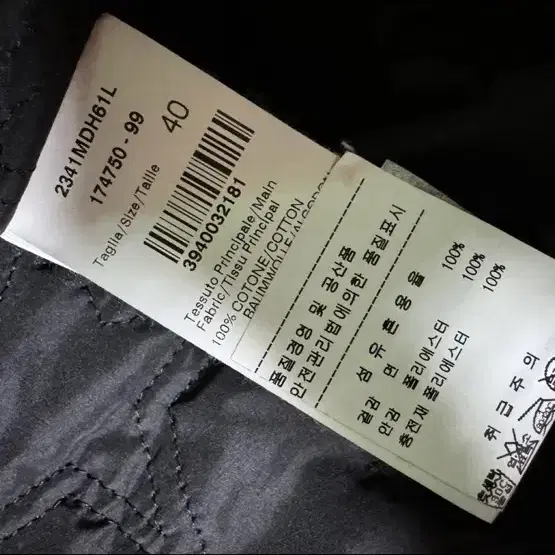 2341MDH61L
174750 - 99
Taglia/Size/Taille
40
3940032181
Tessuto Principale/Main
Fabric/Tissu Principal
100% COTONE/COTTON
품질경영 및 공산품
안전관리법에의한 품질표시
섬유혼용율
겉감 면 100%
안감 폴리에스터 100%
충전재 폴리에스터 100%
취급주의